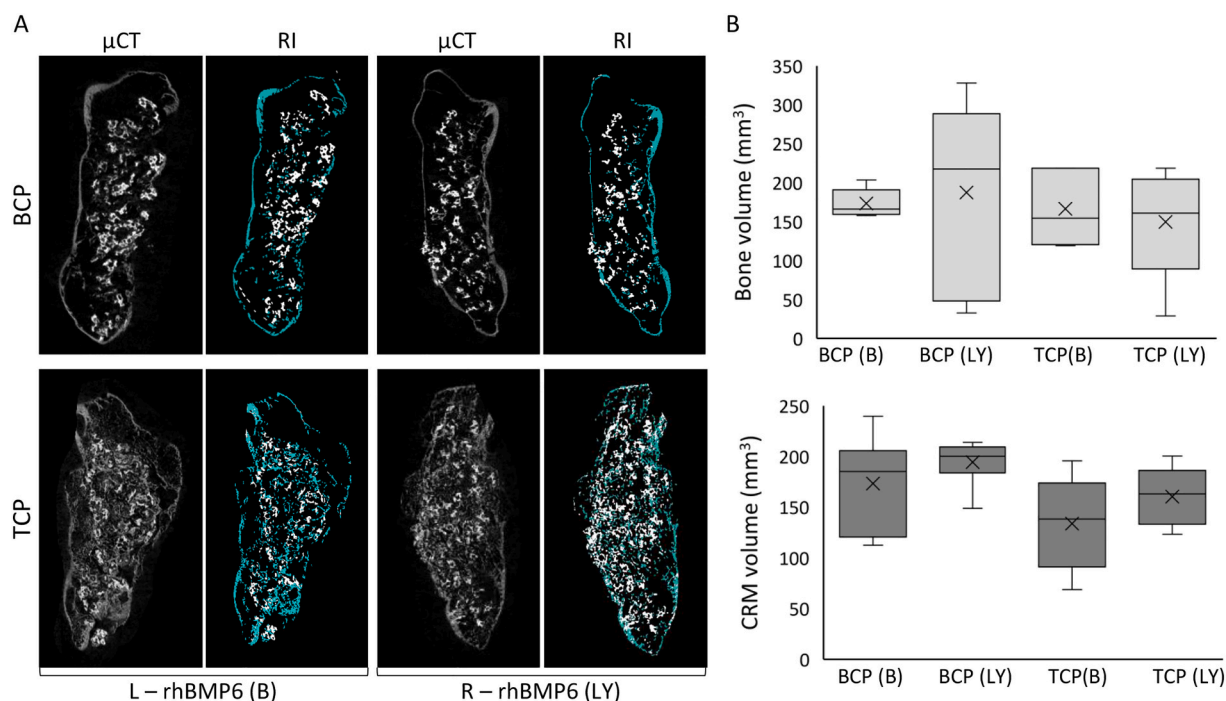 A
μCT
RI
μCT
RI
BCP
TCP
L – rhBMP6 (B)
R – rhBMP6 (LY)
B
Bone volume (mm³)
350
300
250
200
150
100
50
0
BCP (B)
BCP (LY)
TCP(B)
TCP (LY)
CRM volume (mm³)
250
200
150
100
50
0
BCP (B)
BCP (LY)
TCP(B)
TCP (LY)